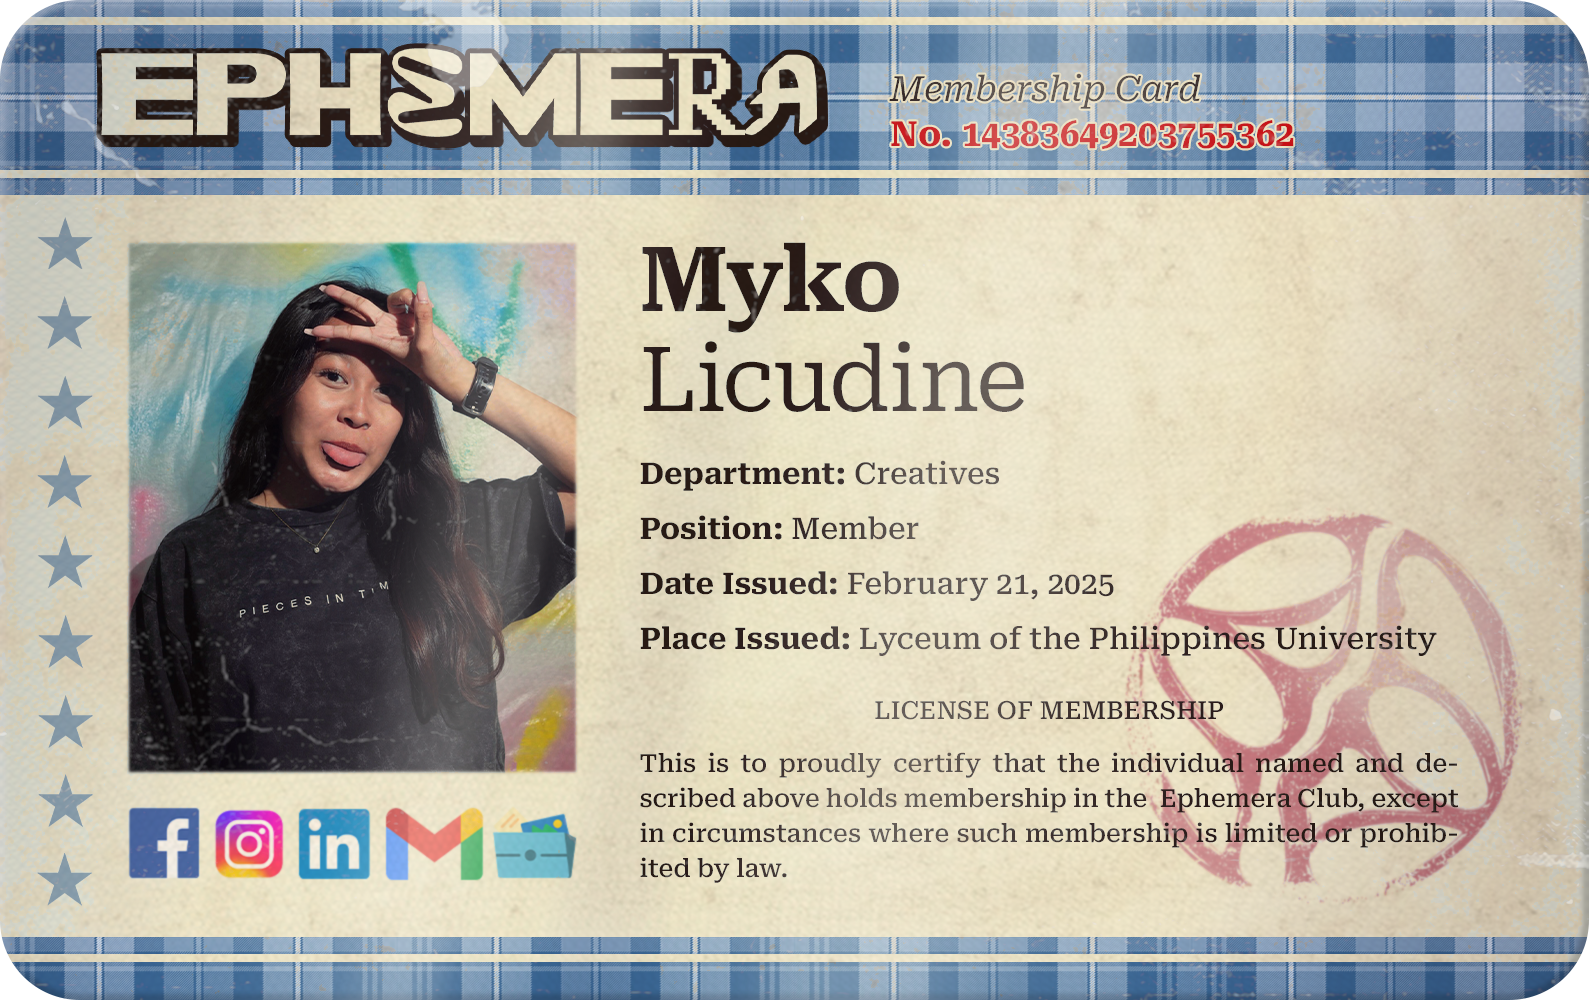 EPHEMERA
Membership Card
No. 14383649203755362
Myko
Licudine
Department: Creatives
Position: Member
Date Issued: February 21, 2025
Place Issued: Lyceum of the Philippines University
PIECES IN TIM
LICENSE OF MEMBERSHIP
This is to proudly certify that the individual named and de-
scribed above holds membership in the Ephemera Club, except
in circumstances where such membership is limited or prohib-
ited by law.
f
in
M